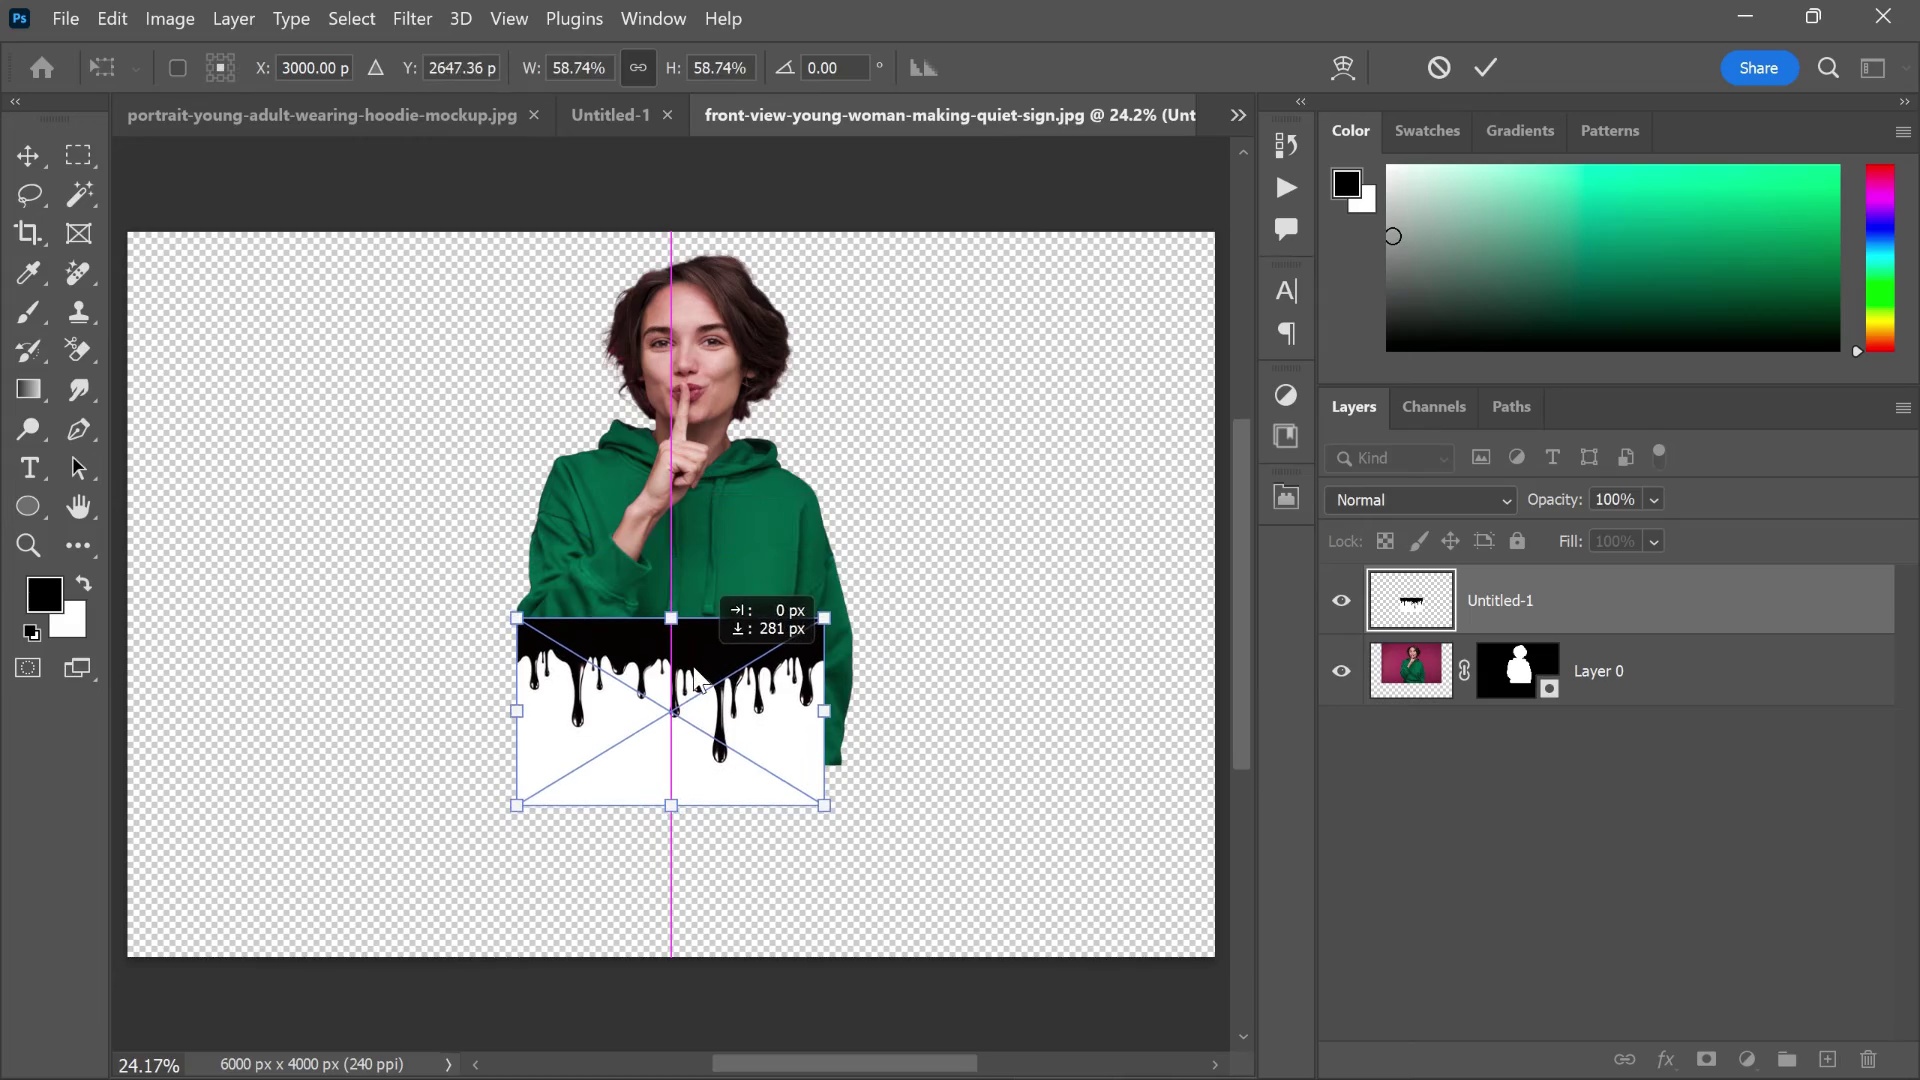 Ps File Edit Image Layer Type Select Filter 3D View Plugins Window Help
X: 3000.00 p Y: 2647.36 p W: 58.74% H: 58.74% 0.00 ° Share
portrait-young-adult-wearing-hoodie-mockup.jpg × Untitled-1 × front-view-young-woman-making-quiet-sign.jpg @ 24.2% (Unt
Color Swatches Gradients Patterns
Layers Channels Paths
Kind
Normal Opacity: 100%
Lock: Fill: 100%
Untitled-1
Layer 0
: 0 px
: 281 px
24.17% 6000 px x 4000 px (240 ppi)
fx